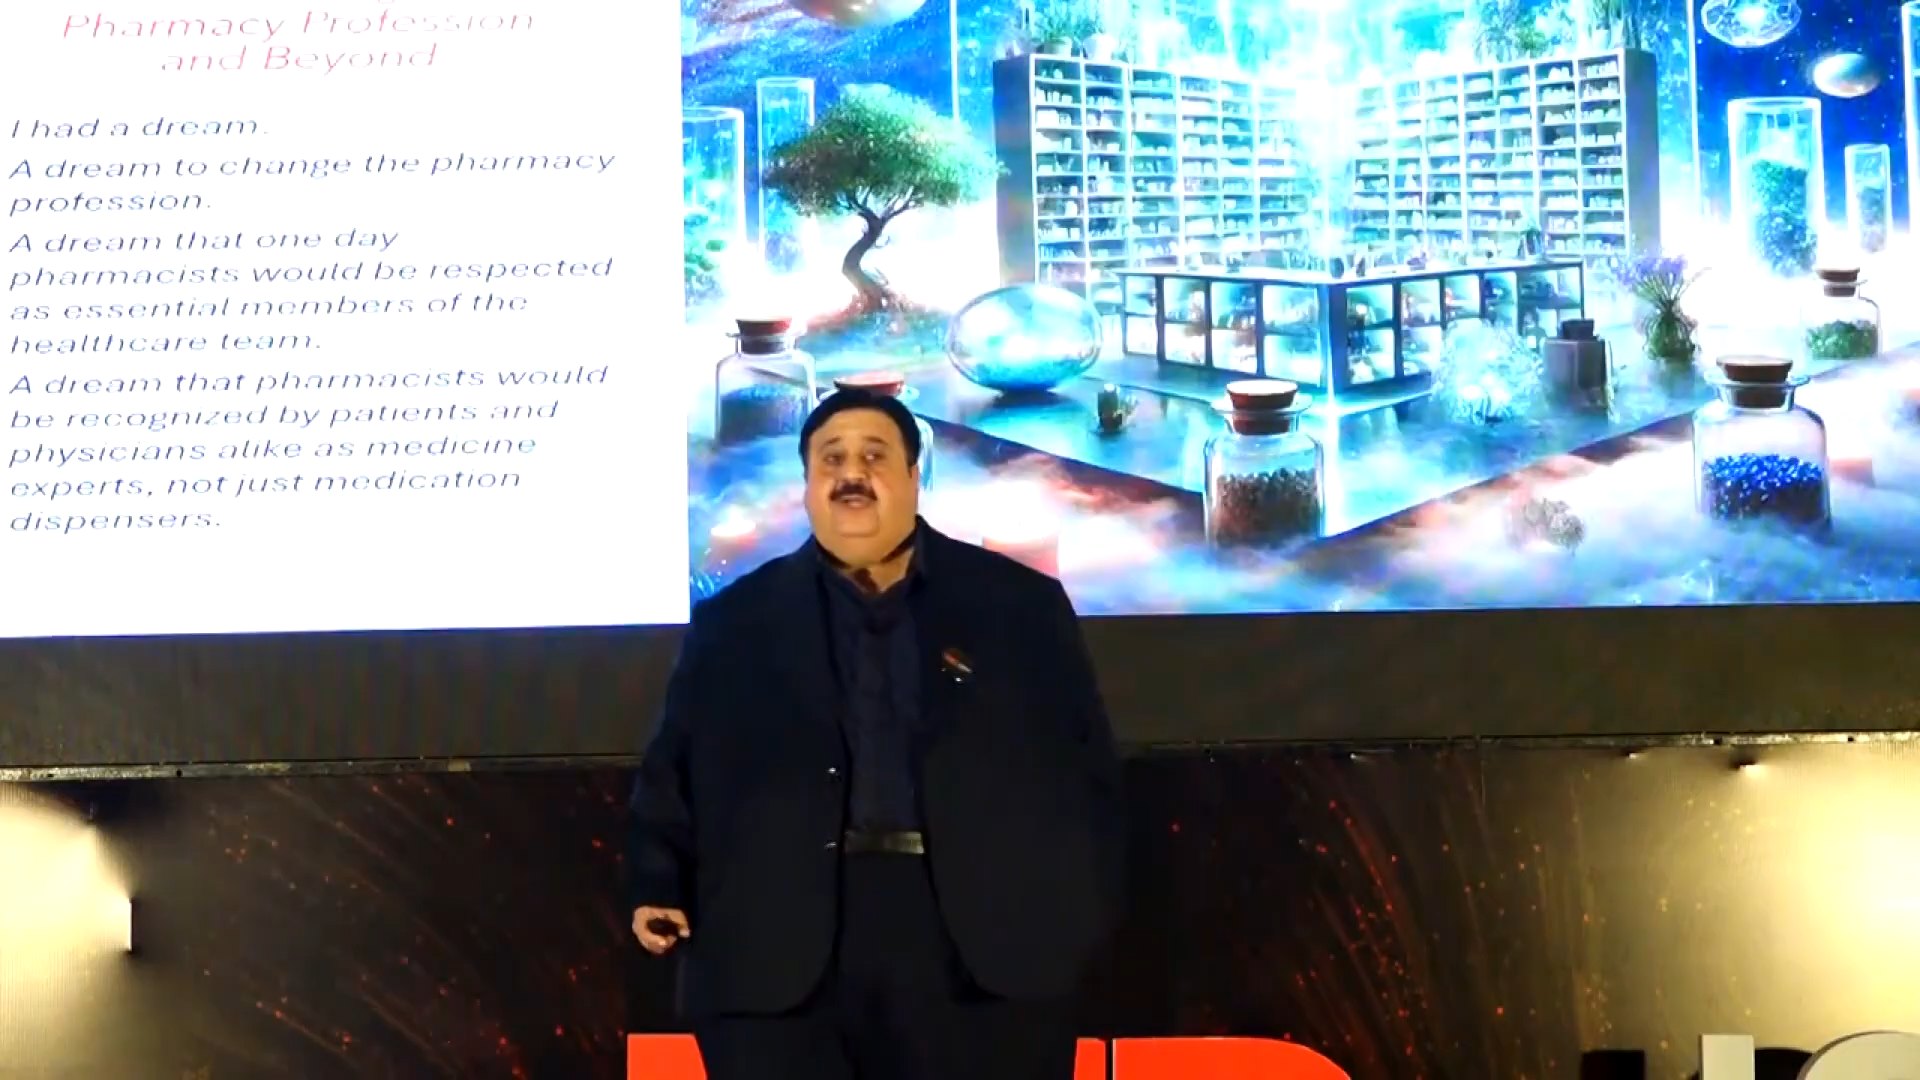 Pharmacy Profession
and Beyond
I had a dream.
A dream to change the pharmacy
profession.
A dream that one day
pharmacists would be respected
as essential members of the
healthcare team.
A dream that pharmacists would
be recognized by patients and
physicians alike as medicine
experts, not just medication
dispensers.